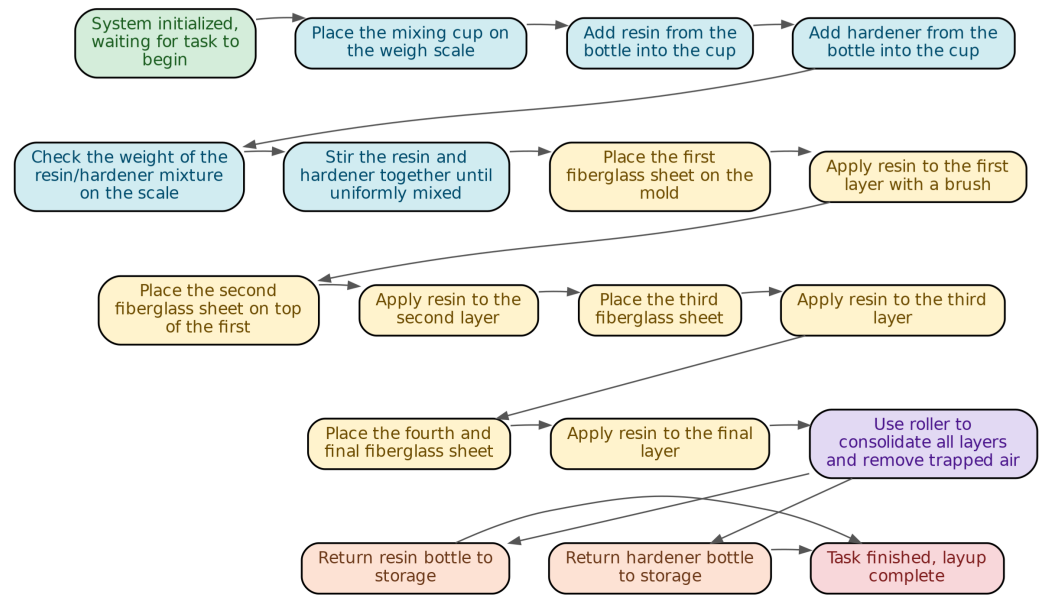 System initialized,
waiting for task to
begin
Place the mixing cup on
the weigh scale
Add resin from the
bottle into the cup
Add hardener from the
bottle into the cup
Check the weight of the
resin/hardener mixture
on the scale
Stir the resin and
hardener together until
uniformly mixed
Place the first
fiberglass sheet on the
mold
Apply resin to the first
layer with a brush
Place the second
fiberglass sheet on top
of the first
Apply resin to the
second layer
Place the third
fiberglass sheet
Apply resin to the third
layer
Place the fourth and
final fiberglass sheet
Apply resin to the final
layer
Use roller to
consolidate all layers
and remove trapped air
Return resin bottle to
storage
Return hardener bottle
to storage
Task finished, layup
complete